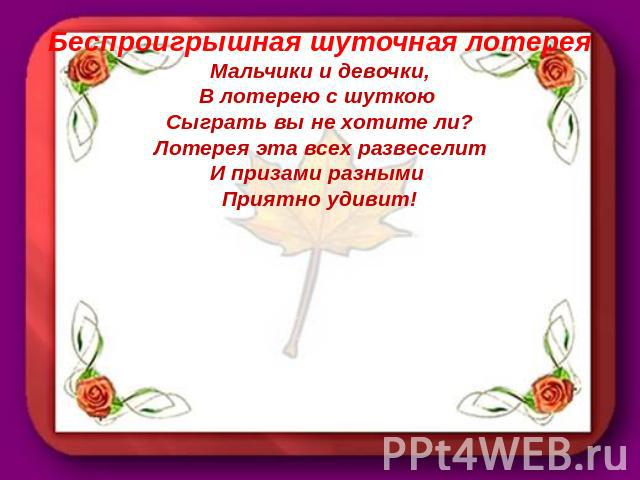 Беспроигрышная шуточная лотерея
Мальчики и девочки,
В лотерею с шуткою
Сыграть вы не хотите ли?
Лотерея эта всех развеселит
И призами разными
Приятно удивит!
PPt4WEB.ru